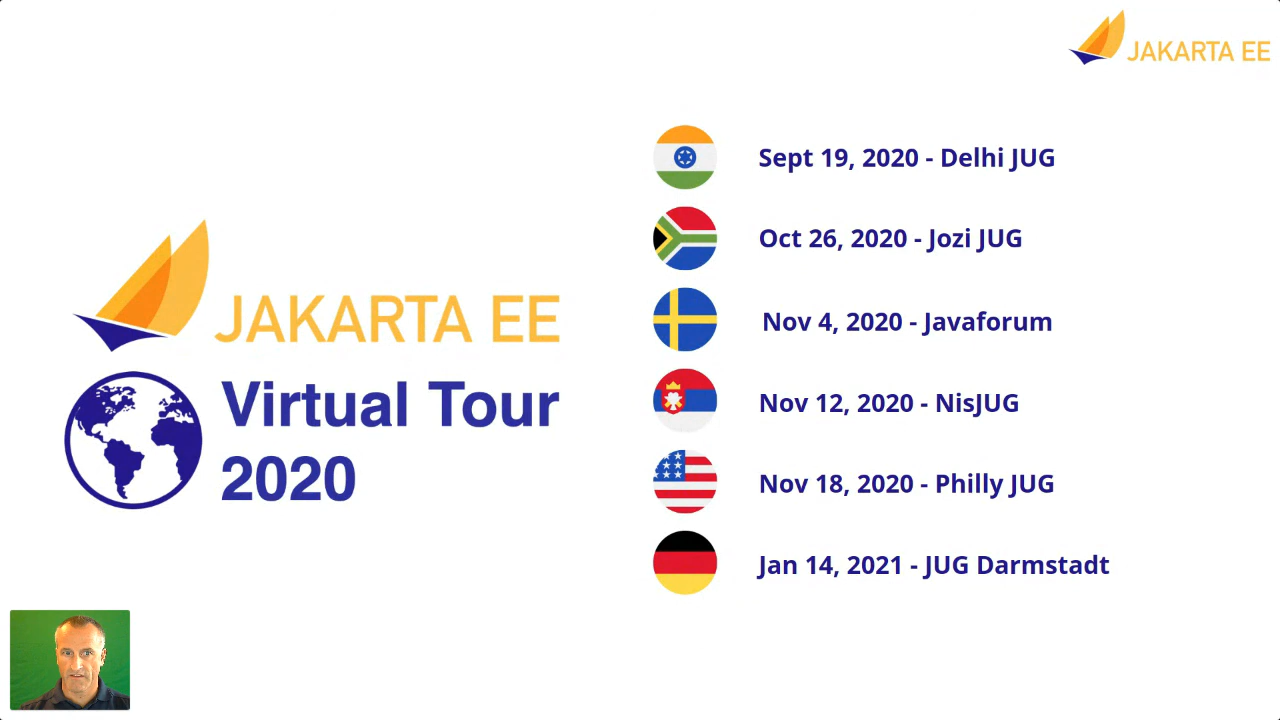 JAKARTA EE
JAKARTA EE
Virtual Tour
2020
Sept 19, 2020 - Delhi JUG
Oct 26, 2020 - Jozi JUG
Nov 4, 2020 - Javaforum
Nov 12, 2020 - NisJUG
Nov 18, 2020 - Philly JUG
Jan 14, 2021 - JUG Darmstadt